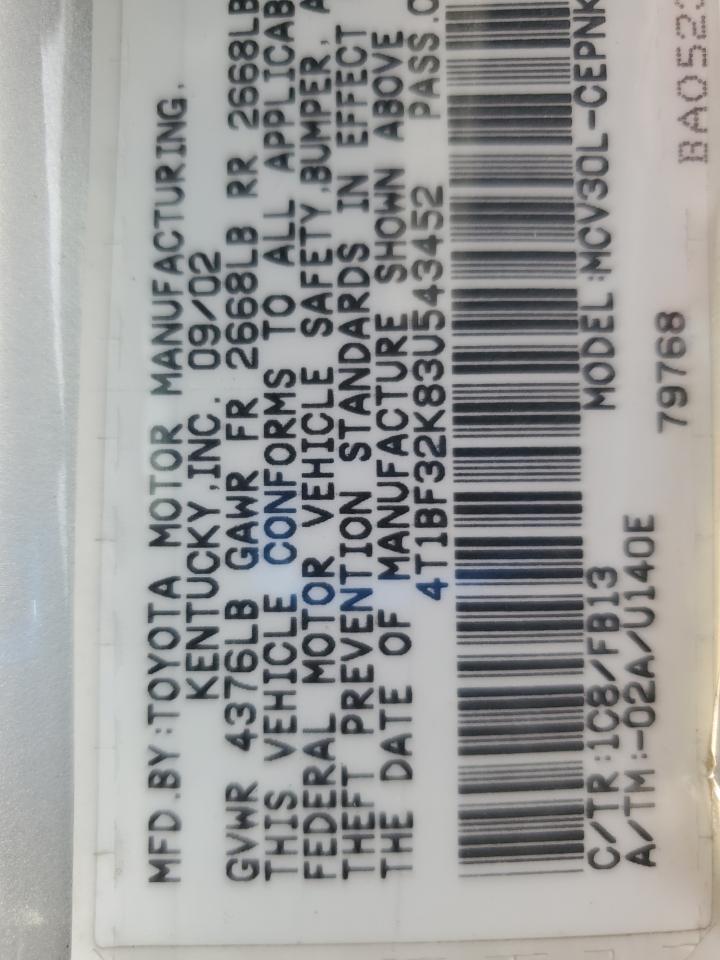 MFD.BY:TOYOTA MOTOR MANUFACTURING,
KENTUCKY,INC. 09/02
GVWR 4376LB GAWR FR 2668LB RR 2668LB
THIS VEHICLE CONFORMS TO ALL APPLICAB
FEDERAL MOTOR VEHICLE SAFETY,BUMPER, A
THEFT PREVENTION STANDARDS IN EFFECT
THE DATE OF MANUFACTURE SHOWN ABOVE
4T1BF32K83U543452 PASS.C
C/TR:1C8/FB13 MODEL:MCV30L-CEPNK
A/TM:-02A/U140E
79768
BA052